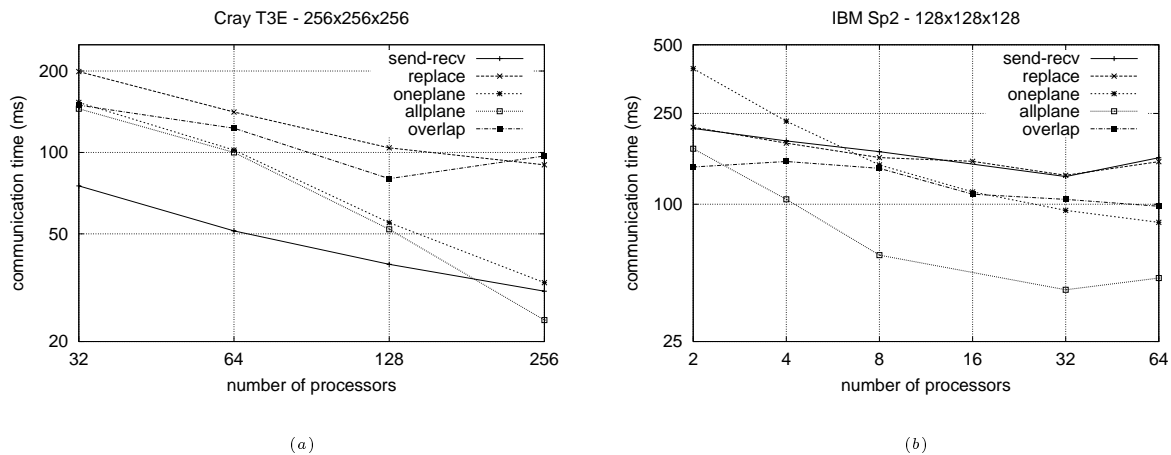 Cray T3E - 256x256x256
send-recv
replace
oneplane
allplane
overlap
200
100
50
20
32
64
128
256
communication time (ms)
number of processors
(a)
IBM Sp2 - 128x128x128
send-recv
replace
oneplane
allplane
overlap
500
250
100
25
2
4
8
16
32
64
communication time (ms)
number of processors
(b)